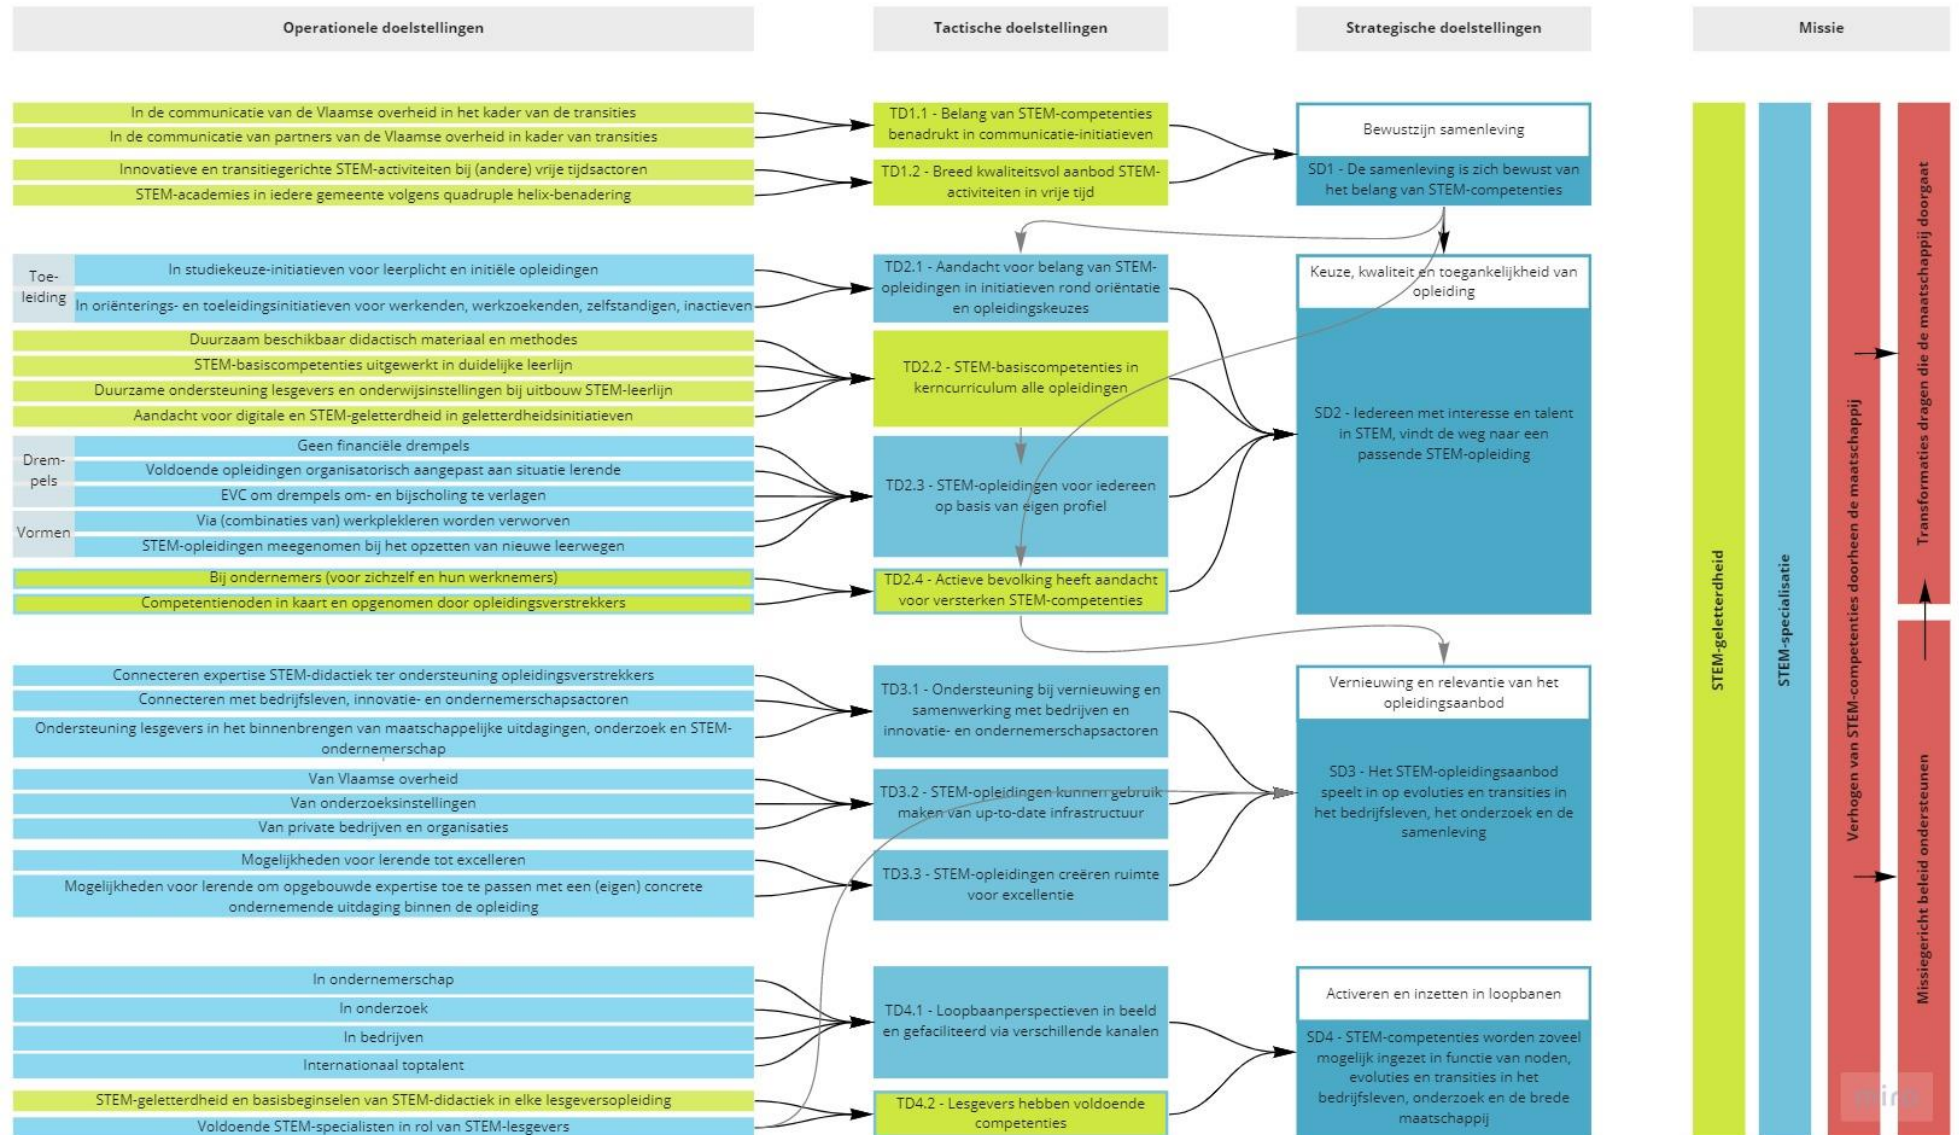 Operationele doelstellingen
Tactische doelstellingen
Strategische doelstellingen
Missie
In de communicatie van de Vlaamse overheid in het kader van de transities
In de communicatie van partners van de Vlaamse overheid in kader van transities
Innovatieve en transitiegerichte STEM-activiteiten bij (andere) vrije tijdsactoren
STEM-academies in iedere gemeente volgens quadruple helix-benadering
TD1.1 - Belang van STEM-competenties
benadrukt in communicatie-initiatieven
TD1.2 - Breed kwaliteitsvol aanbod STEM-
activiteiten in vrije tijd
Bewustzijn samenleving
SD1 - De samenleving is zich bewust van
het belang van STEM-competenties
Toe-
leiding
In studiekeuze-initiatieven voor leerplicht en initiële opleidingen
In oriënterings- en toeleidingsinitiatieven voor werkenden, werkzoekenden, zelfstandigen, inactieven
Duurzaam beschikbaar didactisch materiaal en methodes
STEM-basiscompetenties uitgewerkt in duidelijke leerlijn
Duurzame ondersteuning lesgevers en onderwijsinstellingen bij uitbouw STEM-leerlijn
Aandacht voor digitale en STEM-geletterdheid in geletterdheidsinitiatieven
Drem-
pels
Geen financiële drempels
Voldoende opleidingen organisatorisch aangepast aan situatie lerende
EVC om drempels om- en bijscholing te verlagen
Vormen
Via (combinaties van) werkplekleren worden verworven
STEM-opleidingen meegenomen bij het opzetten van nieuwe leerwegen
Bij ondernemers (voor zichzelf en hun werknemers)
Competentienoden in kaart en opgenomen door opleidingsverstrekkers
TD2.1 - Aandacht voor belang van STEM-
opleidingen in initiatieven rond oriëntatie
en opleidingskeuzes
TD2.2 - STEM-basiscompetenties in
kerncurriculum alle opleidingen
TD2.3 - STEM-opleidingen voor iedereen
op basis van eigen profiel
TD2.4 - Actieve bevolking heeft aandacht
voor versterken STEM-competenties
Keuze, kwaliteit en toegankelijkheid van
opleiding
SD2 - Iedereen met interesse en talent
in STEM, vindt de weg naar een
passende STEM-opleiding
Connecteren expertise STEM-didactiek ter ondersteuning opleidingsverstrekkers
Connecteren met bedrijfsleven, innovatie- en ondernemerschapsactoren
Ondersteuning lesgevers in het binnenbrengen van maatschappelijke uitdagingen, onderzoek en STEM-
ondernemerschap
Van Vlaamse overheid
Van onderzoeksinstellingen
Van private bedrijven en organisaties
Mogelijkheden voor lerende tot excelleren
Mogelijkheden voor lerende om opgebouwde expertise toe te passen met een (eigen) concrete
ondernemende uitdaging binnen de opleiding
TD3.1 - Ondersteuning bij vernieuwing en
samenwerking met bedrijven en
innovatie- en ondernemerschapsactoren
TD3.2 - STEM-opleidingen kunnen gebruik
maken van up-to-date infrastructuur
TD3.3 - STEM-opleidingen creëren ruimte
voor excellentie
Vernieuwing en relevantie van het
opleidingsaanbod
SD3 - Het STEM-opleidingsaanbod
speelt in op evoluties en transities in
het bedrijfsleven, het onderzoek en de
samenleving
In ondernemerschap
In onderzoek
In bedrijven
Internationaal toptalent
STEM-geletterdheid en basisbeginselen van STEM-didactiek in elke lesgeversopleiding
Voldoende STEM-specialisten in rol van STEM-lesgevers
TD4.1 - Loopbaanperspectieven in beeld
en gefaciliteerd via verschillende kanalen
TD4.2 - Lesgevers hebben voldoende
competenties
Activeren en inzetten in loopbanen
SD4 - STEM-competenties worden zoveel
mogelijk ingezet in functie van noden,
evoluties en transities in het
bedrijfsleven, onderzoek en de brede
maatschappij
STEM-geletterdheid
STEM-specialisatie
Verhogen van STEM-competenties doorheen de maatschappij
Transformaties dragen die de maatschappij doorgaat
Missiegericht beleid ondersteunen
miro